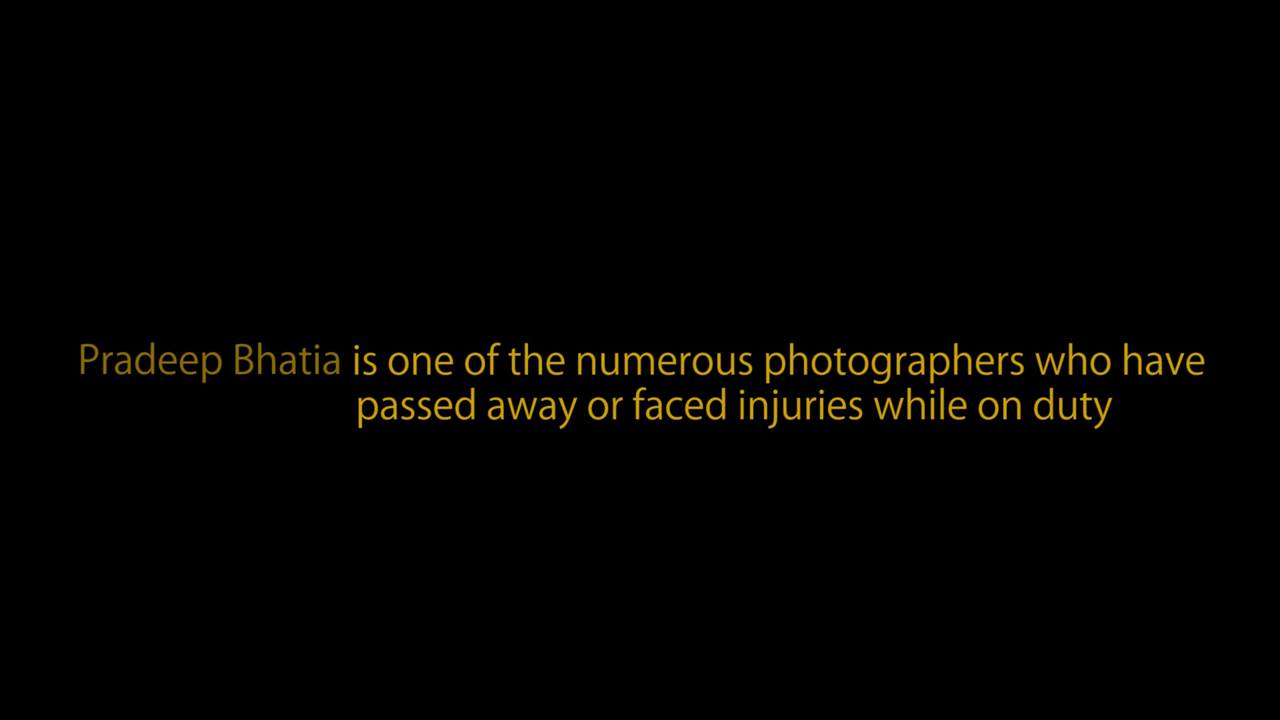 Pradeep Bhatia is one of the numerous photographers who have
passed away or faced injuries while on duty